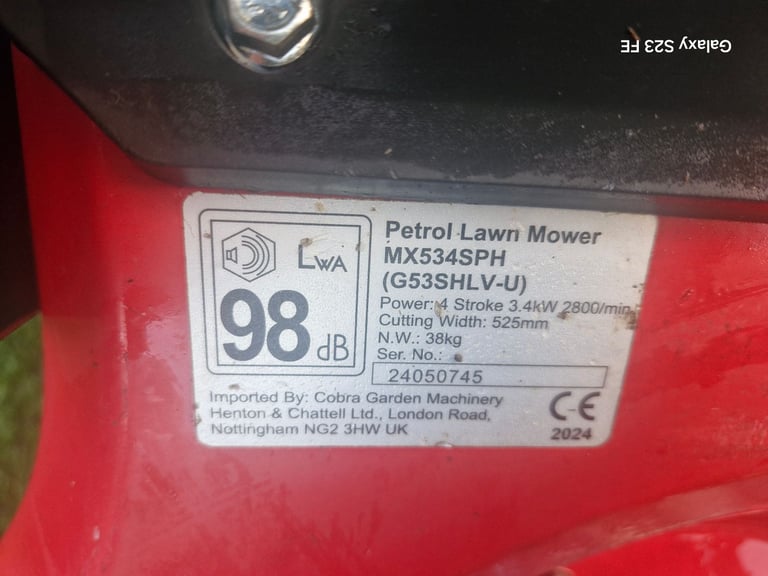 Galaxy S23 FE
LWA
98 dB
Petrol Lawn Mower
MX534SPH
(G53SHLV-U)
Power: 4 Stroke 3.4kW 2800/min
Cutting Width: 525mm
N.W.: 38kg
Ser. No.:
24050745
Imported By: Cobra Garden Machinery
Henton & Chattell Ltd., London Road,
Nottingham NG2 3HW UK
CE
2024